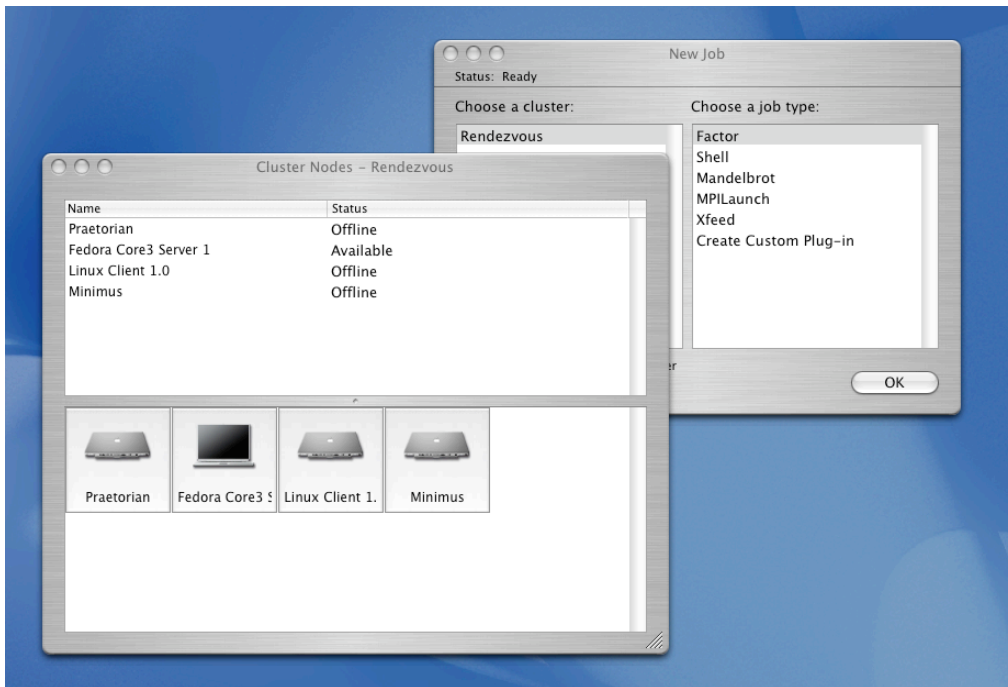 New Job
Status: Ready
Choose a cluster:
Choose a job type:
Rendezvous
Factor
Shell
Mandelbrot
MPILaunch
Xfeed
Create Custom Plug-in
OK
Cluster Nodes – Rendezvous
Name Status
Praetorian Offline
Fedora Core3 Server 1 Available
Linux Client 1.0 Offline
Minimus Offline
Praetorian
Fedora Core3 S
Linux Client 1.
Minimus